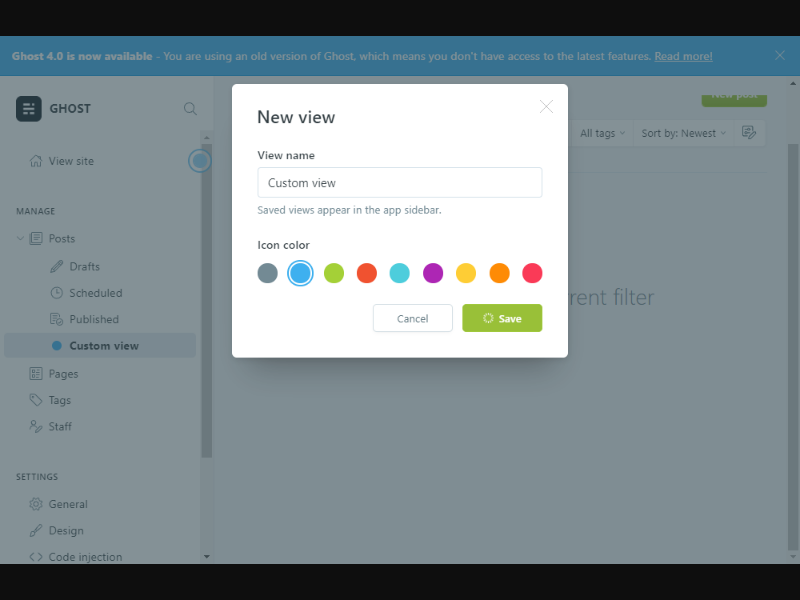 Ghost 4.0 is now available - You are using an old version of Ghost, which means you don't have access to the latest features. Read more!
GHOST
View site
MANAGE
Posts
Drafts
Scheduled
Published
Custom view
Pages
Tags
Staff
SETTINGS
General
Design
Code injection
New post
All tags
Sort by: Newest
filter
New view
View name
Custom view
Saved views appear in the app sidebar.
Icon color
Cancel
Save